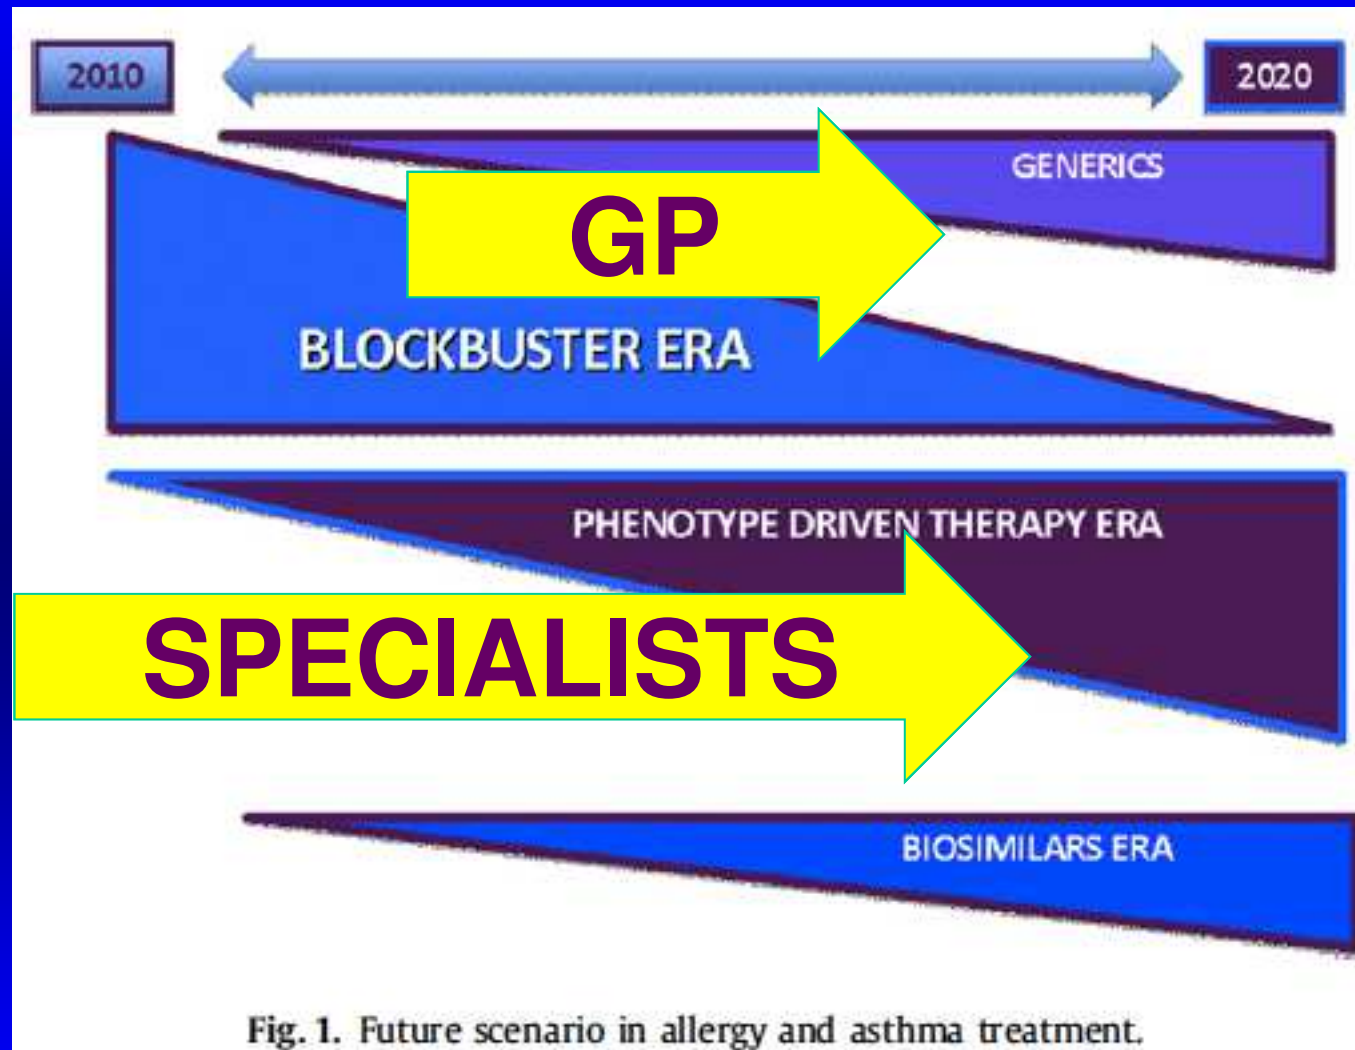 2010
2020
GENERICS
GP
BLOCKBUSTER ERA
PHENOTYPE DRIVEN THERAPY ERA
SPECIALISTS
BIOSIMILARS ERA
Fig. 1. Future scenario in allergy and asthma treatment.